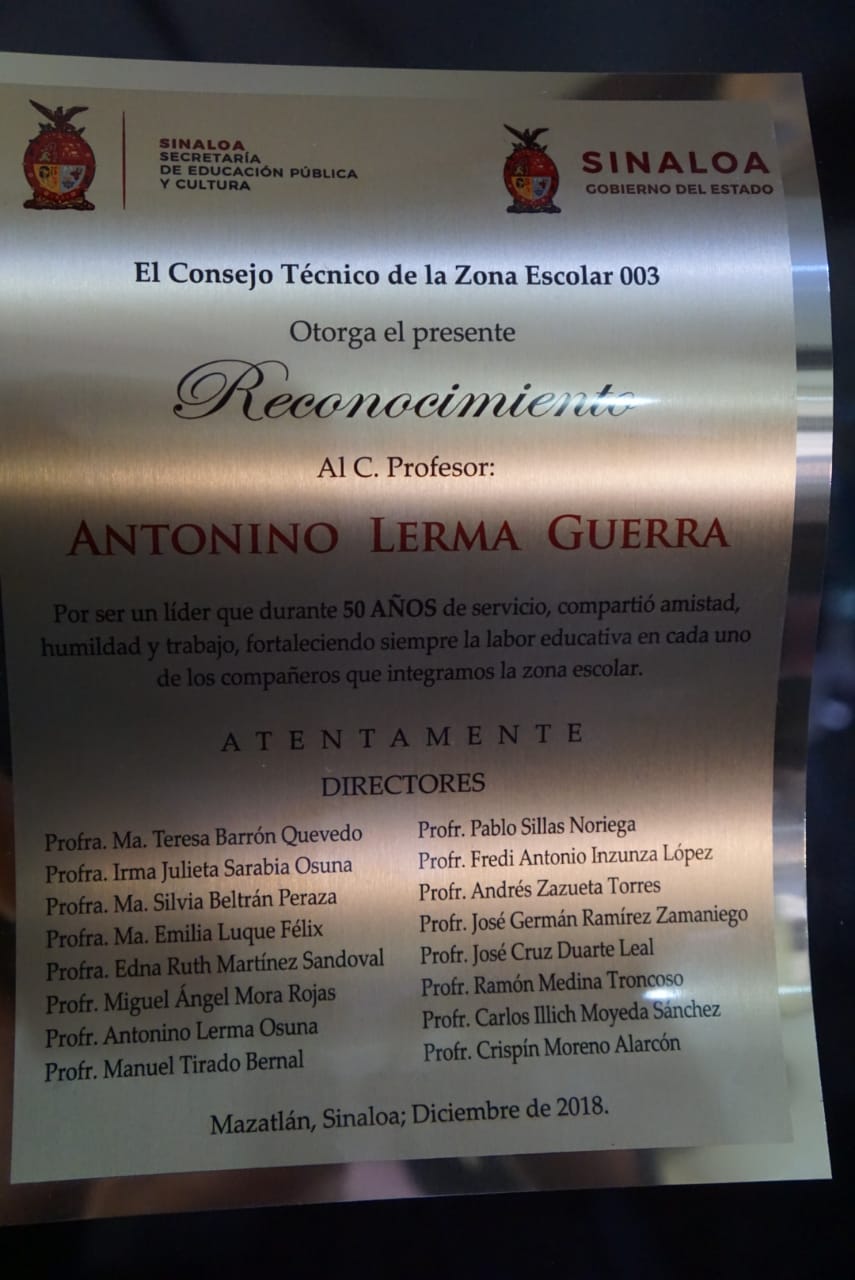 SINALOA
SECRETARÍA
DE EDUCACIÓN PÚBLICA
Y CULTURA
SINALOA
GOBIERNO DEL ESTADO
El Consejo Técnico de la Zona Escolar 003
Otorga el presente
Reconocimiento
Al C. Profesor:
ANTONINO LERMA GUERRA
Por ser un líder que durante 50 AÑOS de servicio, compartió amistad,
humildad y trabajo, fortaleciendo siempre la labor educativa en cada uno
de los compañeros que integramos la zona escolar.
ATENTAMENTE
DIRECTORES
Profra. Ma. Teresa Barrón Quevedo
Profra. Irma Julieta Sarabia Osuna
Profra. Ma. Silvia Beltrán Peraza
Profra. Ma. Emilia Luque Félix
Profra. Edna Ruth Martínez Sandoval
Profr. Miguel Ángel Mora Rojas
Profr. Antonino Lerma Osuna
Profr. Manuel Tirado Bernal
Profr. Pablo Sillas Noriega
Profr. Fredi Antonio Inzunza López
Profr. Andrés Zazueta Torres
Profr. José Germán Ramírez Zamaniego
Profr. José Cruz Duarte Leal
Profr. Ramón Medina Troncoso
Profr. Carlos Illich Moyeda Sánchez
Profr. Crispín Moreno Alarcón
Mazatlán, Sinaloa; Diciembre de 2018.